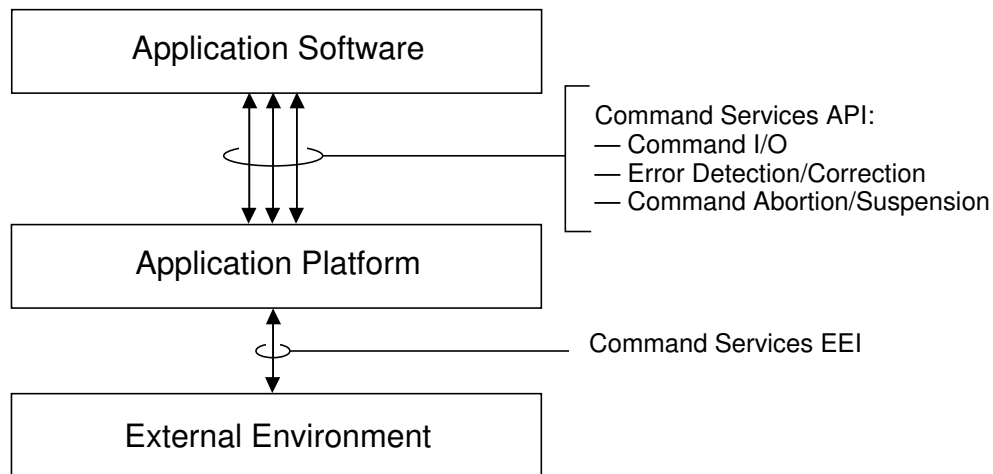 Application Software
Command Services API:
— Command I/O
— Error Detection/Correction
— Command Abortion/Suspension
Application Platform
Command Services EEI
External Environment